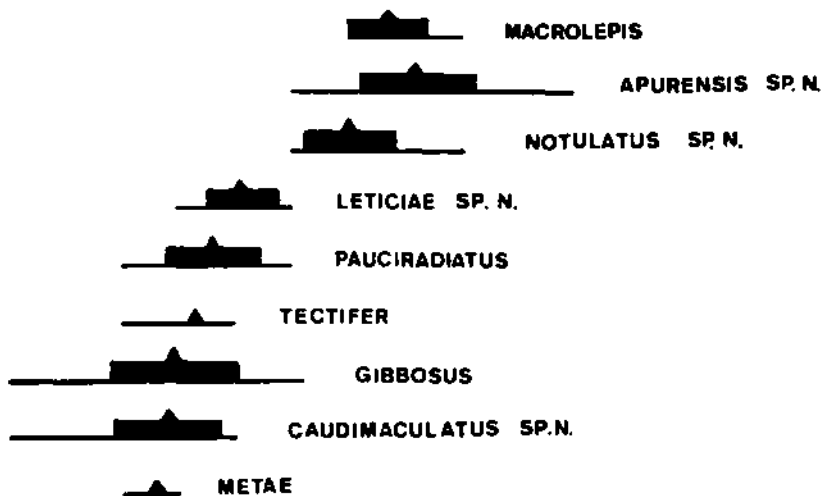 MACROLEPIS
APURENSIS SP. N.
NOTULATUS SP. N.
LETICIAE SP. N.
PAUCIRADIATUS
TECTIFER
GIBBOSUS
CAUDIMACULATUS SP.N.
METAE